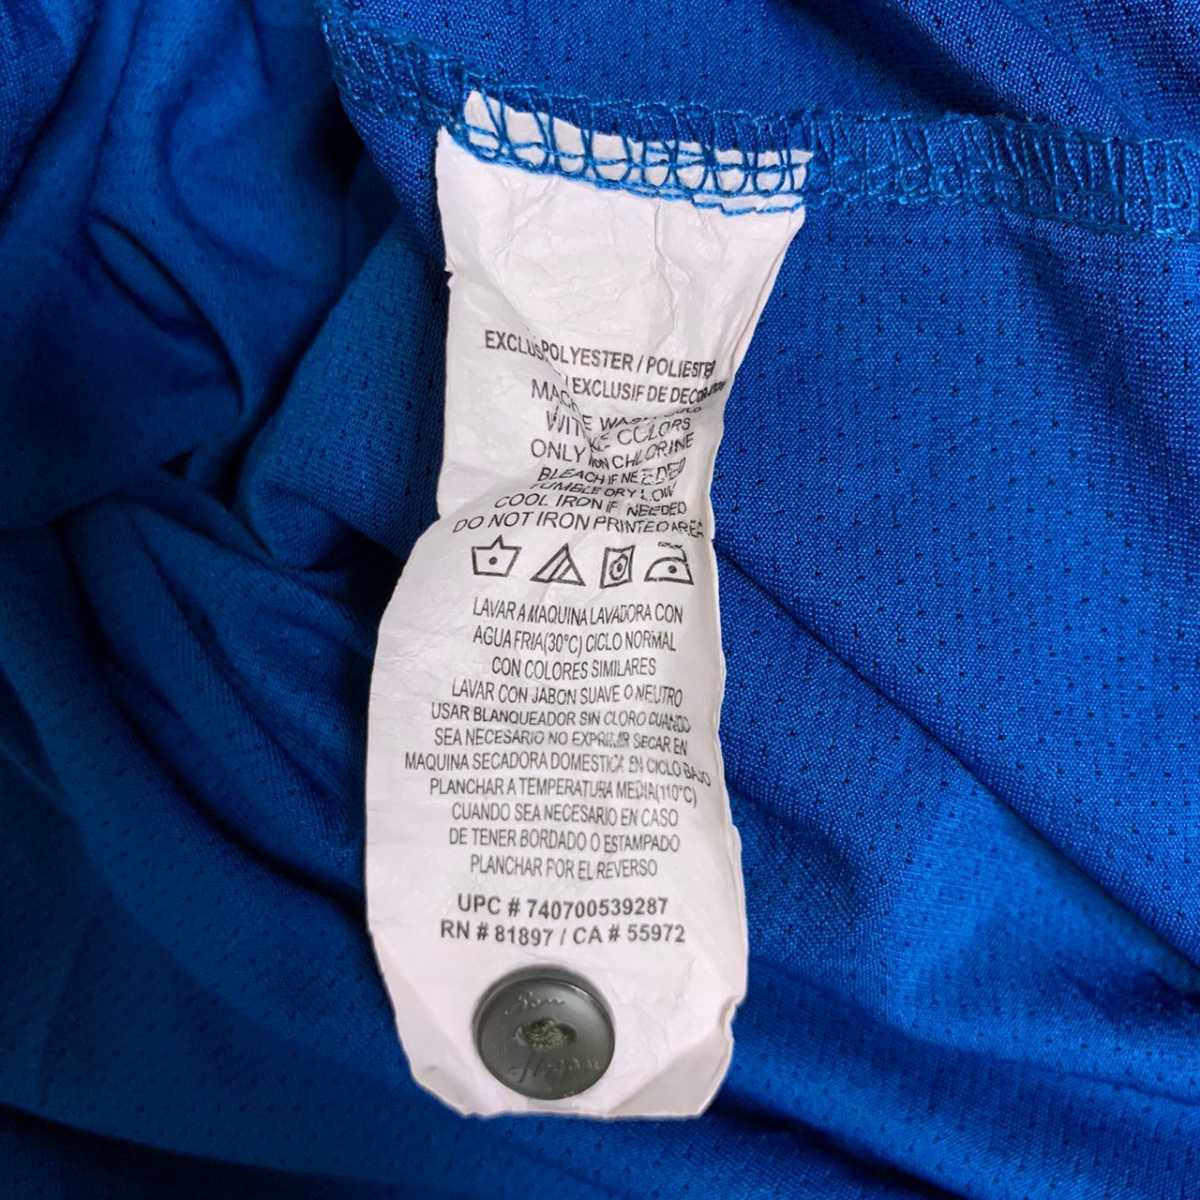 EXCLUS POLYESTER / POLIESTER
EXCLUSIF DE DECORATION
MACHINE WASH COLD
WITH LIKE COLORS
ONLY NON CHLORINE
BLEACH IF NEEDED
TUMBLE DRY LOW
COOL IRON IF NEEDED
DO NOT IRON PRINTED AREA
LAVAR A MAQUINA LAVADORA CON
AGUA FRIA(30°C) CICLO NORMAL
CON COLORES SIMILARES
LAVAR CON JABON SUAVE O NEUTRO
USAR BLANQUEADOR SIN CLORO CUANDO
SEA NECESARIO NO EXPRIMIR SECAR EN
MAQUINA SECADORA DOMESTICA EN CICLO BAJO
PLANCHAR A TEMPERATURA MEDIA(110°C)
CUANDO SEA NECESARIO EN CASO
DE TENER BORDADO O ESTAMPADO
PLANCHAR POR EL REVERSO
UPC # 740700539287
RN # 81897 / CA # 55972